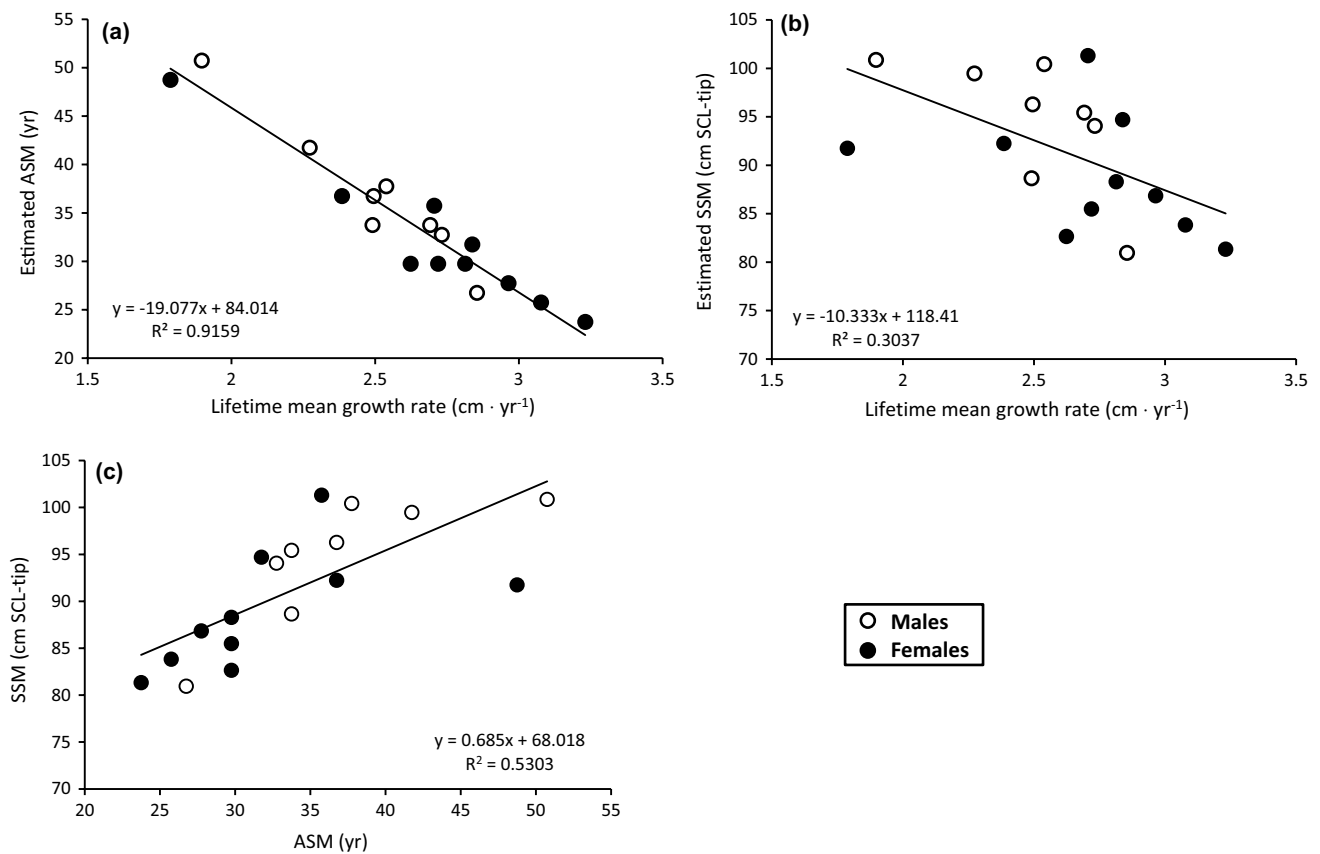 (a)
55
50
45
40
35
30
25
20
Estimated ASM (yr)
y = -19.077x + 84.014
R² = 0.9159
1.5 2 2.5 3 3.5
Lifetime mean growth rate (cm · yr⁻¹)
(b)
105
100
95
90
85
80
75
70
Estimated SSM (cm SCL-tip)
y = -10.333x + 118.41
R² = 0.3037
1.5 2 2.5 3 3.5
Lifetime mean growth rate (cm · yr⁻¹)
(c)
105
100
95
90
85
80
75
70
SSM (cm SCL-tip)
y = 0.685x + 68.018
R² = 0.5303
20 25 30 35 40 45 50 55
ASM (yr)
Males
Females